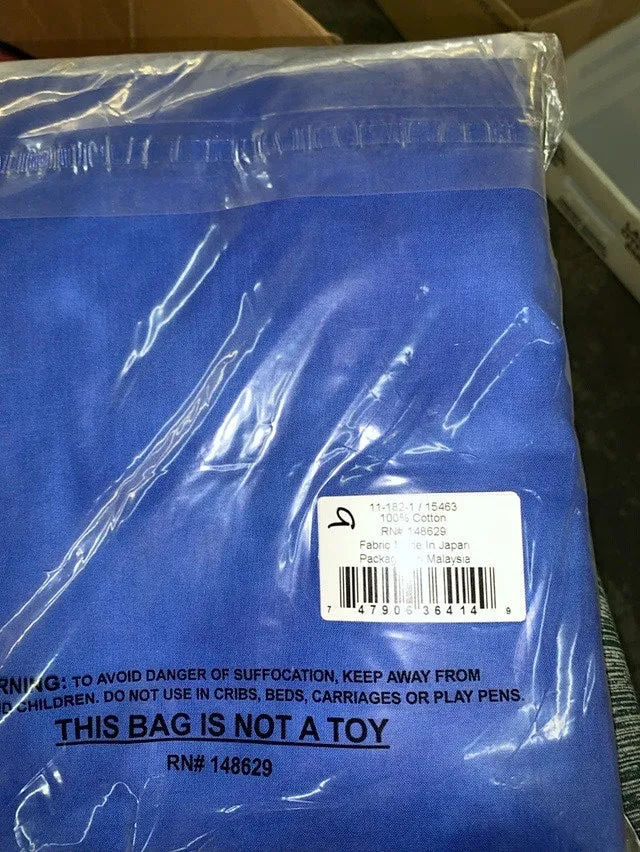 11-182-1 / 15463
100% Cotton
RN# 148629
Fabric In Japan
Malaysia
9
7 47906 36414 9
RNING: TO AVOID DANGER OF SUFFOCATION, KEEP AWAY FROM
D CHILDREN. DO NOT USE IN CRIBS, BEDS, CARRIAGES OR PLAY PENS.
THIS BAG IS NOT A TOY
RN# 148629